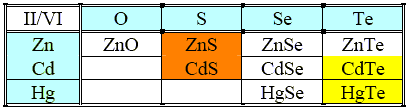 II/VI O S Se Te
Zn ZnO ZnS ZnSe ZnTe
Cd CdS CdSe CdTe
Hg HgSe HgTe